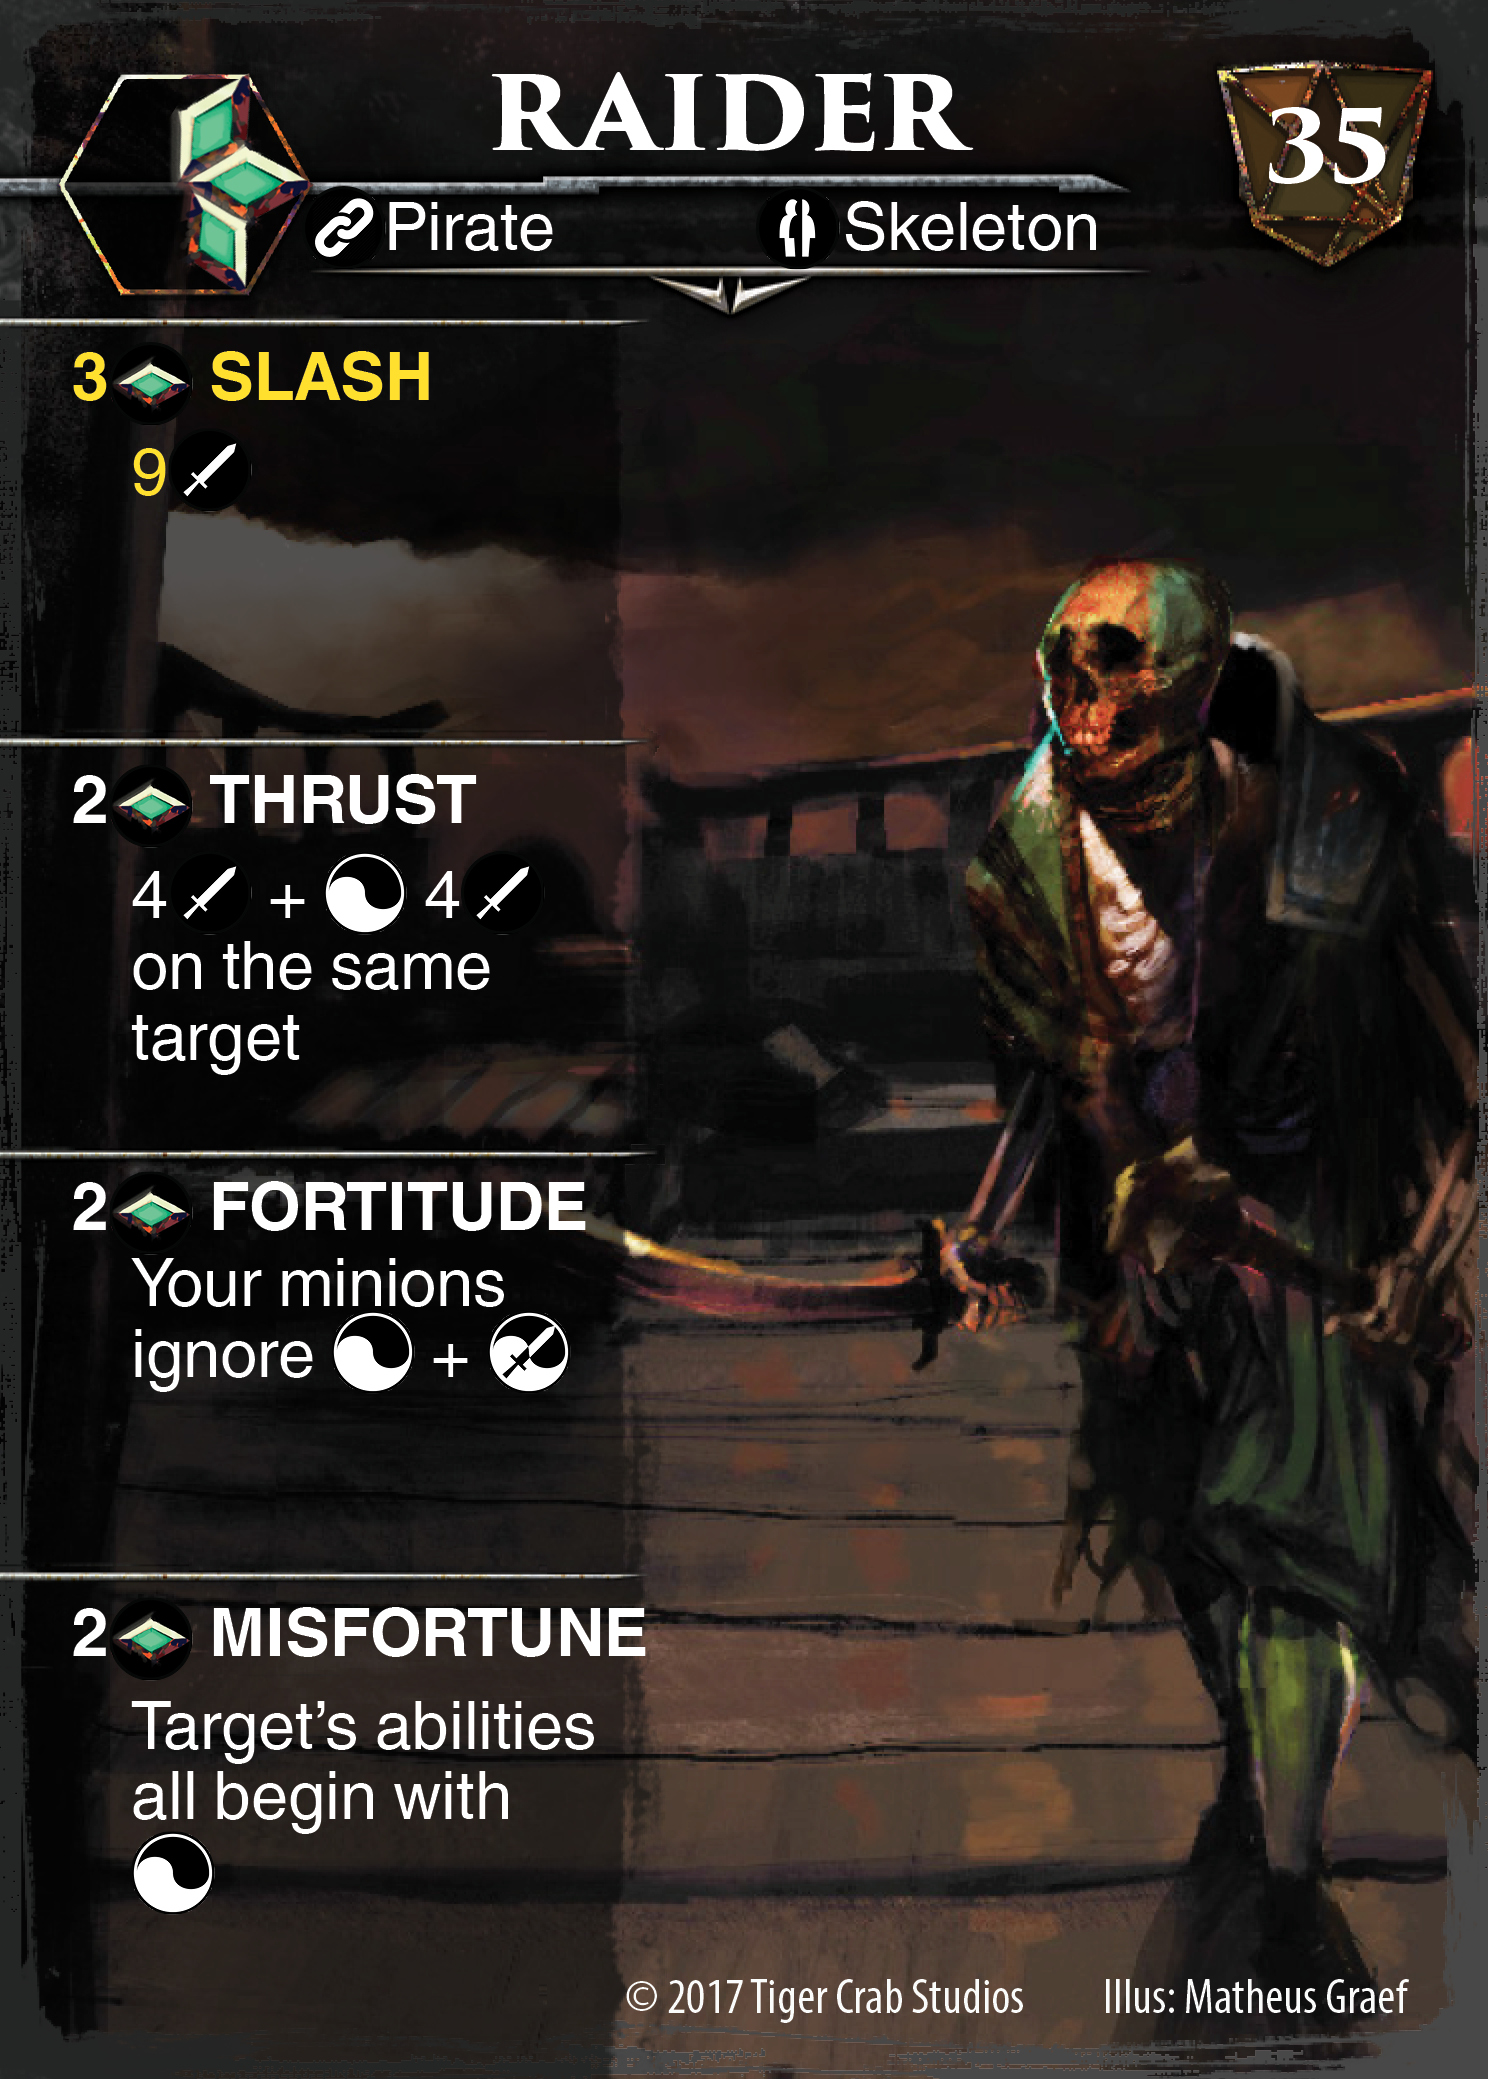 RAIDER
35
Pirate Skeleton
3 SLASH
9
2 THRUST
4 + 4
on the same
target
2 FORTITUDE
Your minions
ignore +
2 MISFORTUNE
Target’s abilities
all begin with
© 2017 Tiger Crab Studios Illus: Matheus Graef